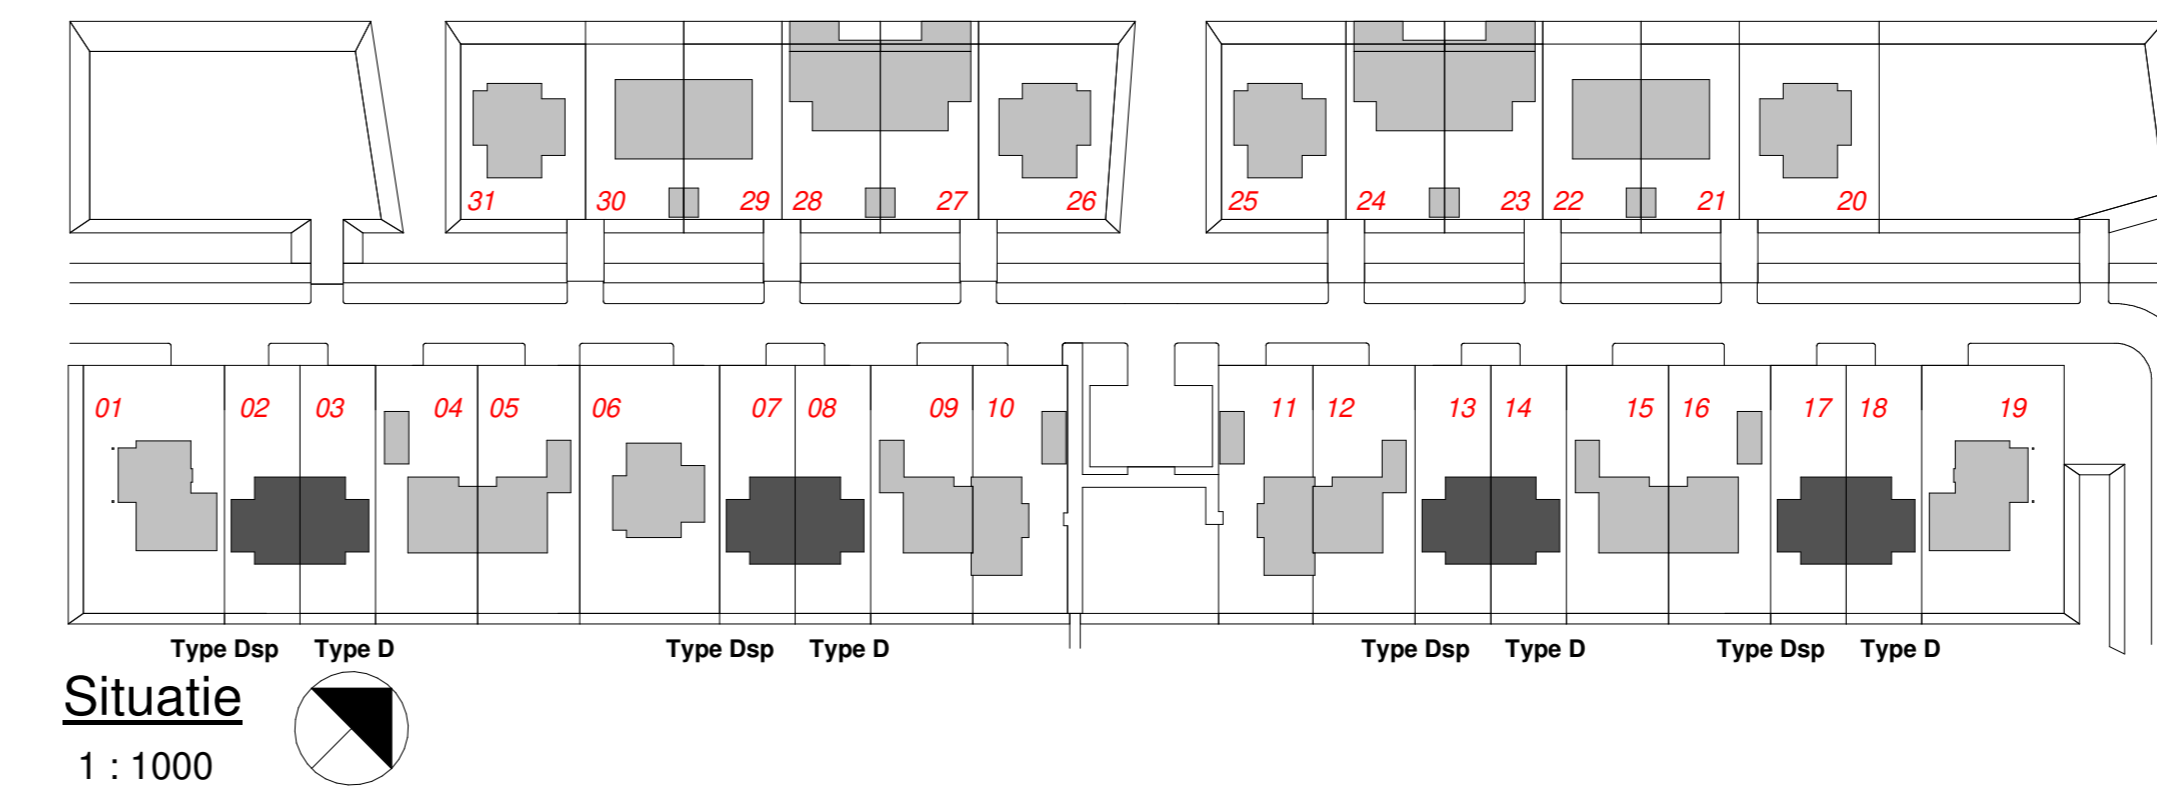 31 30 29 28 27 26 25 24 23 22 21 20
01 02 03 04 05 06 07 08 09 10 11 12 13 14 15 16 17 18 19
Type Dsp Type D Type Dsp Type D Type Dsp Type D Type Dsp Type D
Situatie
1 : 1000